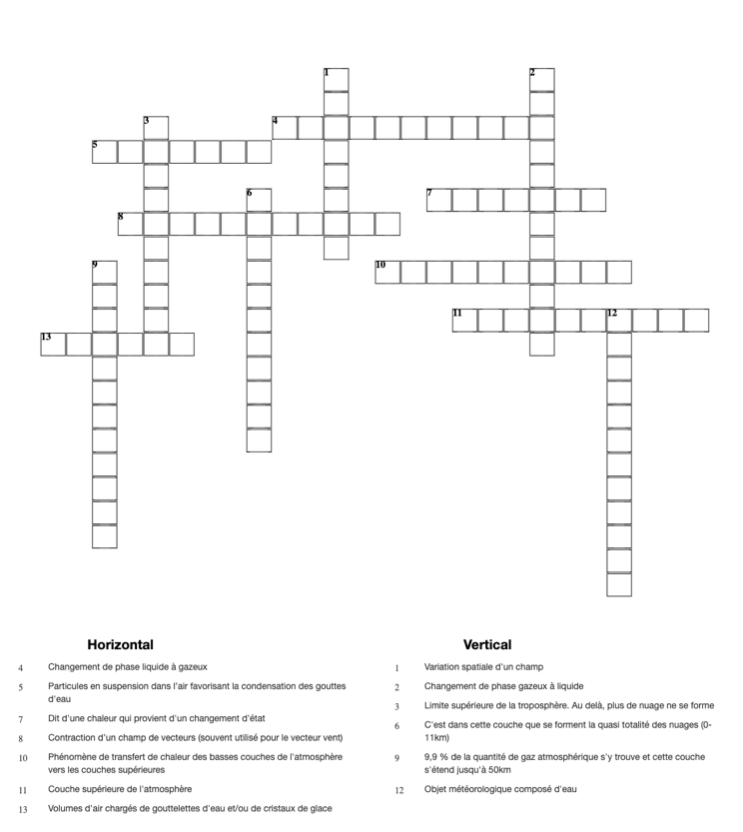 1
2
3
4
5
6
7
8
9
10
11
12
13
Horizontal
4 Changement de phase liquide à gazeux
5 Particules en suspension dans l'air favorisant la condensation des gouttes
d'eau
7 Dit d'une chaleur qui provient d'un changement d'état
8 Contraction d'un champ de vecteurs (souvent utilisé pour le vecteur vent)
10 Phénomène de transfert de chaleur des basses couches de l'atmosphère
vers les couches supérieures
11 Couche supérieure de l'atmosphère
13 Volumes d'air chargés de gouttelettes d'eau et/ou de cristaux de glace
Vertical
1 Variation spatiale d'un champ
2 Changement de phase gazeux à liquide
3 Limite supérieure de la troposphère. Au delà, plus de nuage ne se forme
6 C'est dans cette couche que se forment la quasi totalité des nuages (0-
11km)
9 9,9 % de la quantité de gaz atmosphérique s'y trouve et cette couche
s'étend jusqu'à 50km
12 Objet météorologique composé d'eau